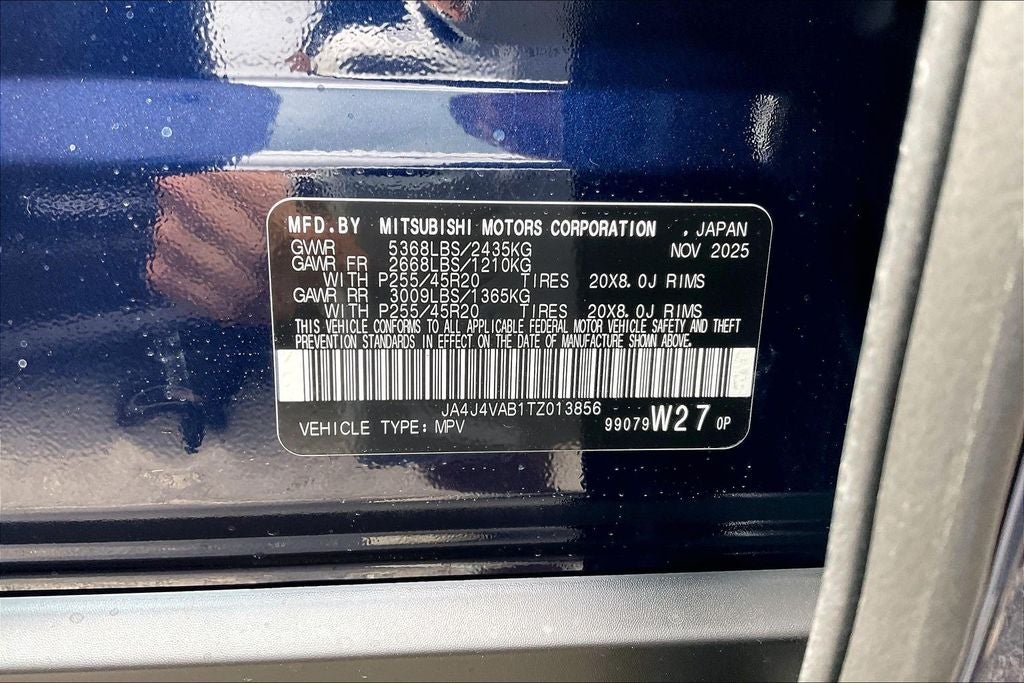 MFD.BY MITSUBISHI MOTORS CORPORATION , JAPAN
GVWR 5368LBS/2435KG NOV 2025
GAWR FR 2668LBS/1210KG
WITH P255/45R20 TIRES 20X8.0J RIMS
GAWR RR 3009LBS/1365KG
WITH P255/45R20 TIRES 20X8.0J RIMS
THIS VEHICLE CONFORMS TO ALL APPLICABLE FEDERAL MOTOR VEHICLE SAFETY AND THEFT
PREVENTION STANDARDS IN EFFECT ON THE DATE OF MANUFACTURE SHOWN ABOVE.
JA4J4VAB1TZ013856
VEHICLE TYPE: MPV 99079W27 0P